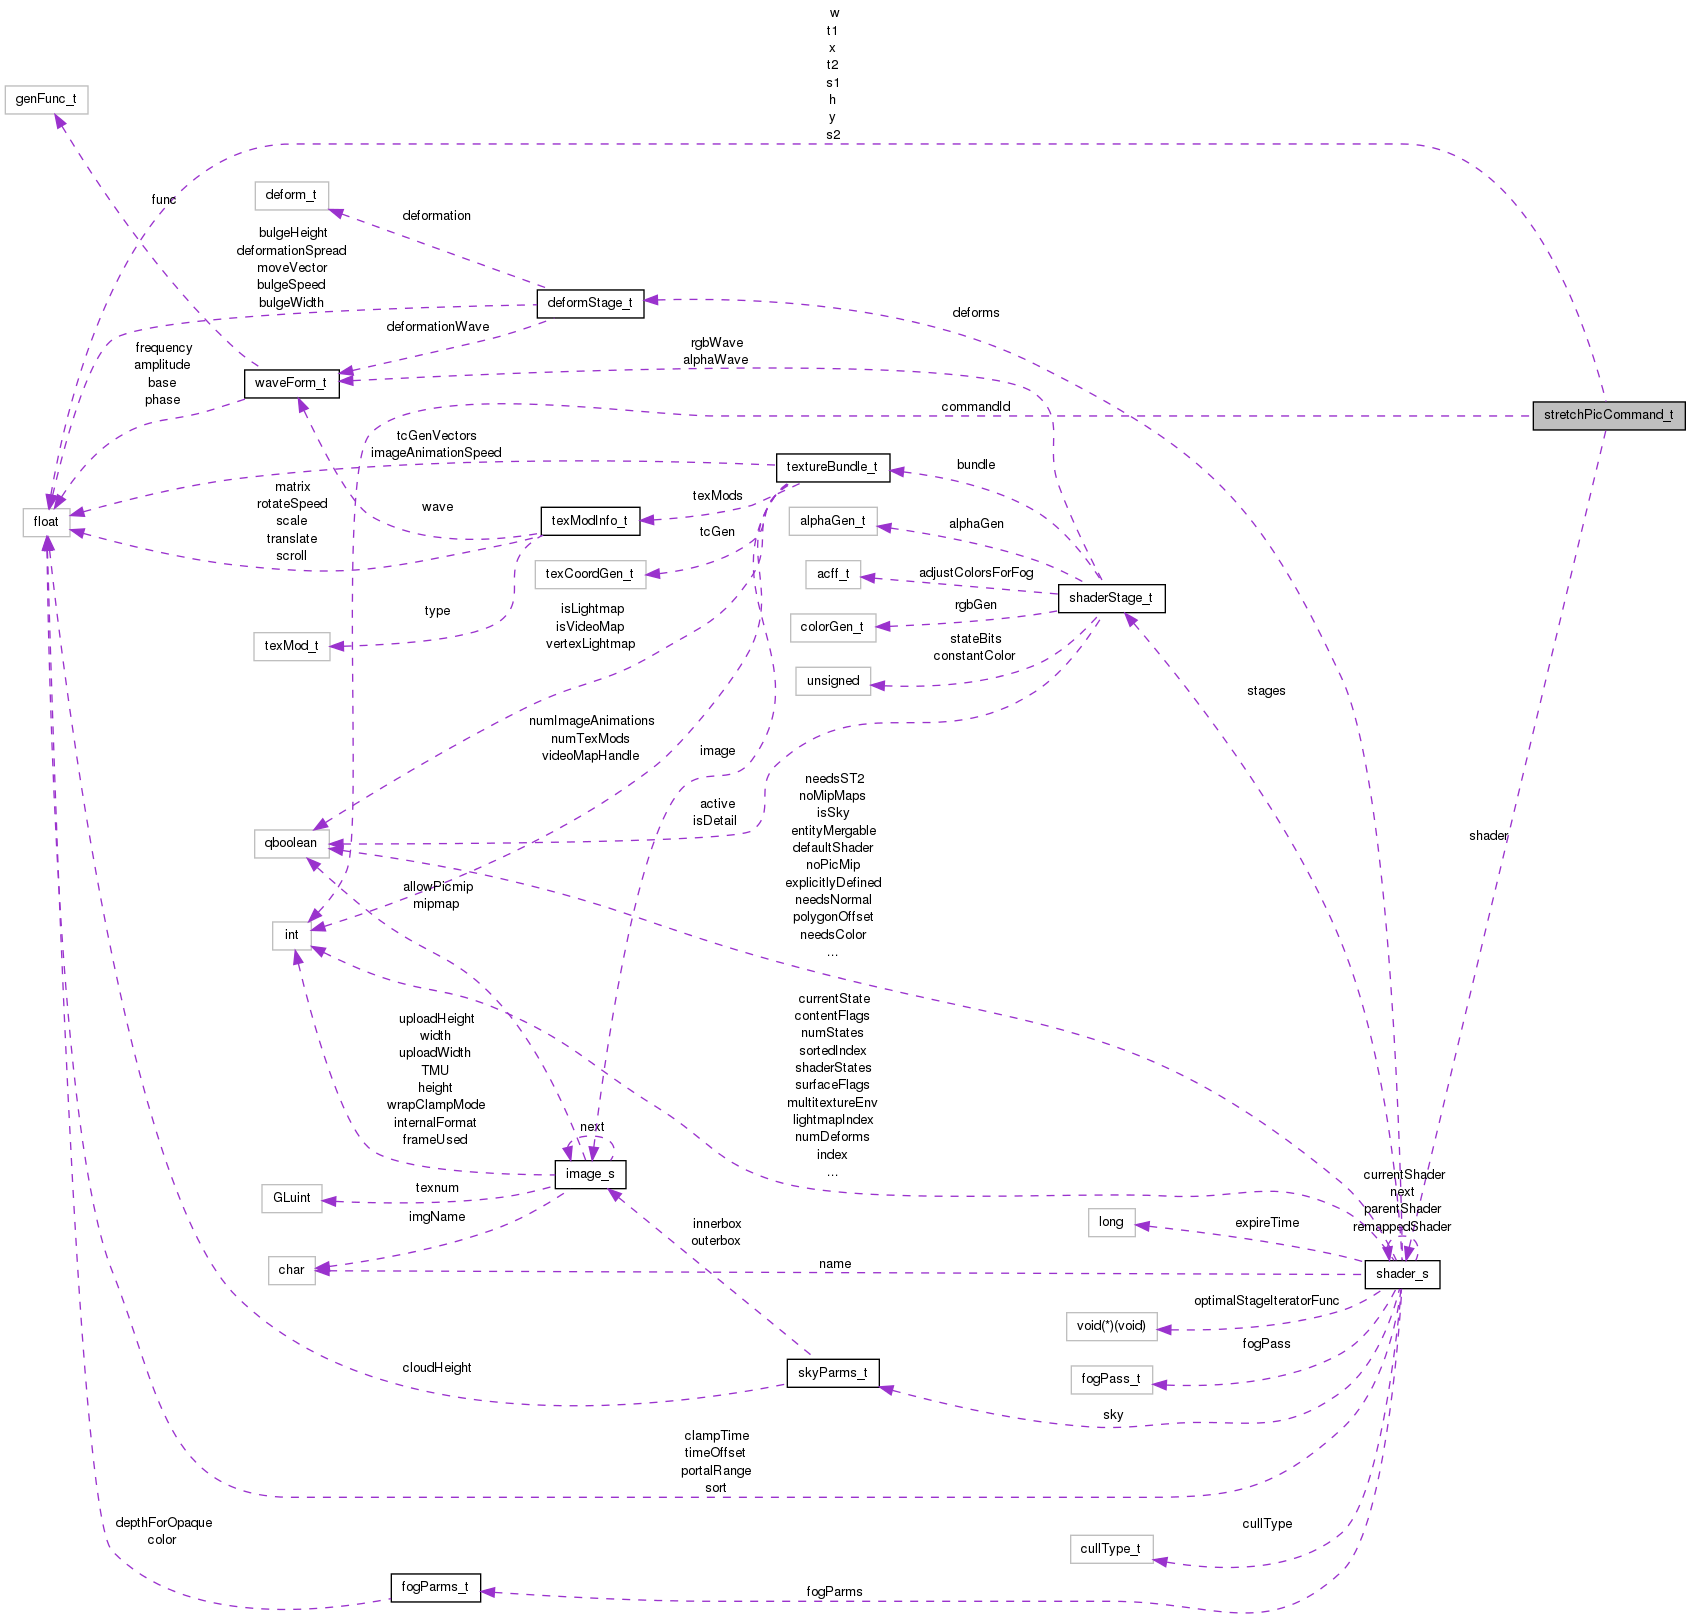 w
t1
x
t2
s1
h
y
s2
genFunc_t
func
deform_t
deformation
bulgeHeight
deformationSpread
moveVector
bulgeSpeed
bulgeWidth
deformStage_t
deforms
deformationWave
rgbWave
alphaWave
frequency
amplitude
base
phase
waveForm_t
commandId
stretchPicCommand_t
tcGenVectors
imageAnimationSpeed
textureBundle_t
bundle
matrix
rotateSpeed
scale
translate
scroll
float
wave
texModInfo_t
texMods
tcGen
alphaGen_t
alphaGen
texCoordGen_t
acff_t
adjustColorsForFog
shaderStage_t
type
isLightmap
isVideoMap
vertexLightmap
colorGen_t
rgbGen
texMod_t
stateBits
constantColor
unsigned
stages
numImageAnimations
numTexMods
videoMapHandle
image
active
isDetail
needsST2
noMipMaps
isSky
entityMergable
defaultShader
noPicMip
explicitlyDefined
needsNormal
polygonOffset
needsColor
...
shader
qboolean
allowPicmip
mipmap
int
uploadHeight
width
uploadWidth
TMU
height
wrapClampMode
internalFormat
frameUsed
currentState
contentFlags
numStates
sortedIndex
shaderStates
surfaceFlags
multitextureEnv
lightmapIndex
numDeforms
index
...
next
image_s
currentShader
next
parentShader
remappedShader
GLuint
texnum
imgName
innerbox
outerbox
long
expireTime
char
name
shader_s
void(*)(void)
optimalStageIteratorFunc
fogPass
cloudHeight
skyParms_t
fogPass_t
sky
clampTime
timeOffset
portalRange
sort
depthForOpaque
color
cullType
cullType_t
fogParms_t
fogParms